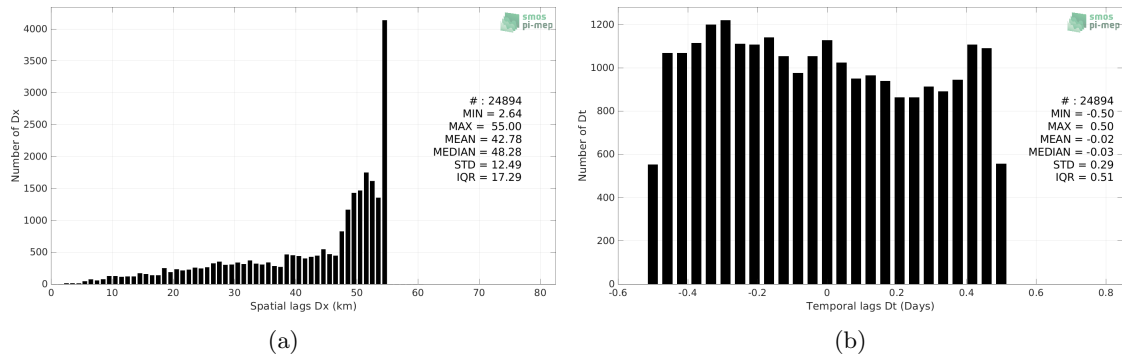 4000
3500
3000
2500
2000
1500
1000
500
0
Number of Dx
0 10 20 30 40 50 60 70 80
Spatial lags Dx (km)
smos
pi-mep
# : 24894
MIN = 2.64
MAX = 55.00
MEAN = 42.78
MEDIAN = 48.28
STD = 12.49
IQR = 17.29
(a)
1200
1000
800
600
400
200
0
Number of Dt
-0.6 -0.4 -0.2 0 0.2 0.4 0.6 0.8
Temporal lags Dt (Days)
smos
pi-mep
# : 24894
MIN = -0.50
MAX = 0.50
MEAN = -0.02
MEDIAN = -0.03
STD = 0.29
IQR = 0.51
(b)